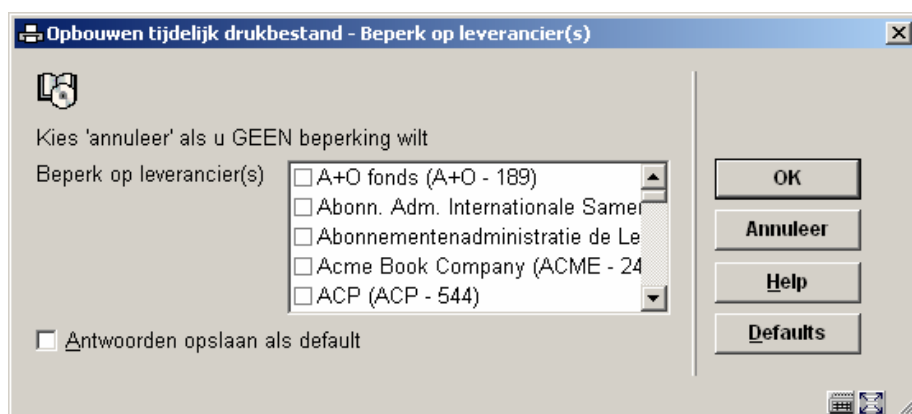 Opbouwen tijdelijk drukbestand - Beperk op leverancier(s)
Kies 'annuleer' als u GEEN beperking wilt
Beperk op leverancier(s)
A+O fonds (A+O - 189)
Abonn. Adm. Internationale Samer
Abonnementenadministratie de Le
Acme Book Company (ACME - 24
ACP (ACP - 544)
Antwoorden opslaan als default
OK
Annuleer
Help
Defaults